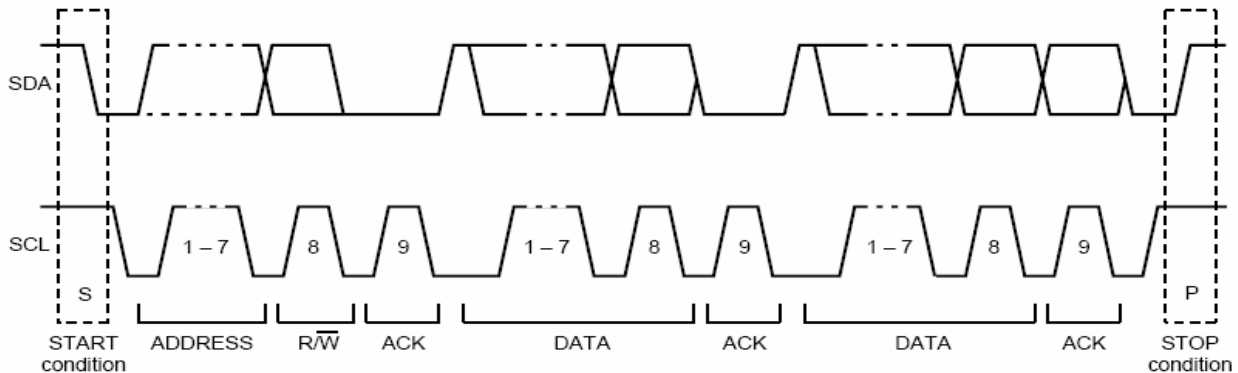 SDA
SCL
1 – 7 8 9 1 – 7 8 9 1 – 7 8 9
S P
START ADDRESS R/W̅ ACK DATA ACK DATA ACK STOP
condition condition